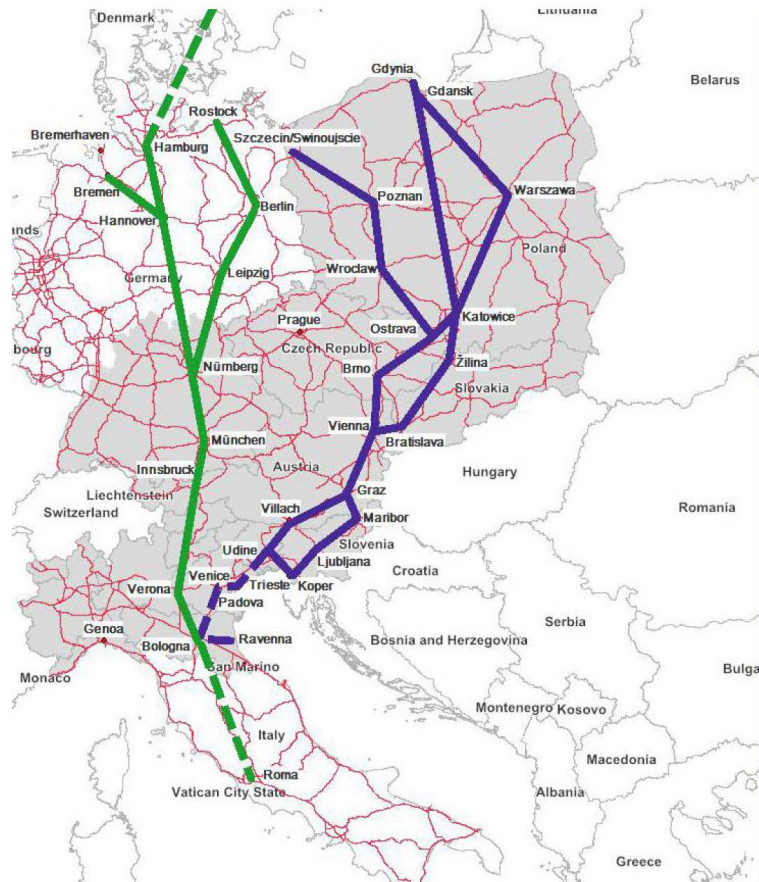 Denmark
Lithuania
Belarus
Gdynia
Gdansk
Rostock
Bremerhaven
Szczecin/Swinoujscie
Hamburg
Bremen
Poznan
Warszawa
Berlin
Hannover
ands
Poland
Wroclaw
Leipzig
Germany
Katowice
Prague
Ostrava
Czech Republic
bourg
Žilina
Nürnberg
Brno
Slovakia
Vienna
Bratislava
München
Innsbruck
Austria
Hungary
Liechtenstein
Graz
Switzerland
Villach
Maribor
Romania
Slovenia
Udine
Ljubljana
Croatia
Venice
Trieste
Koper
Verona
Padova
Serbia
Genoa
Bologna
Ravenna
Bosnia and Herzegovina
San Marino
Bulga
Monaco
Montenegro
Kosovo
Italy
Macedonia
Roma
Vatican City State
Albania
Greece